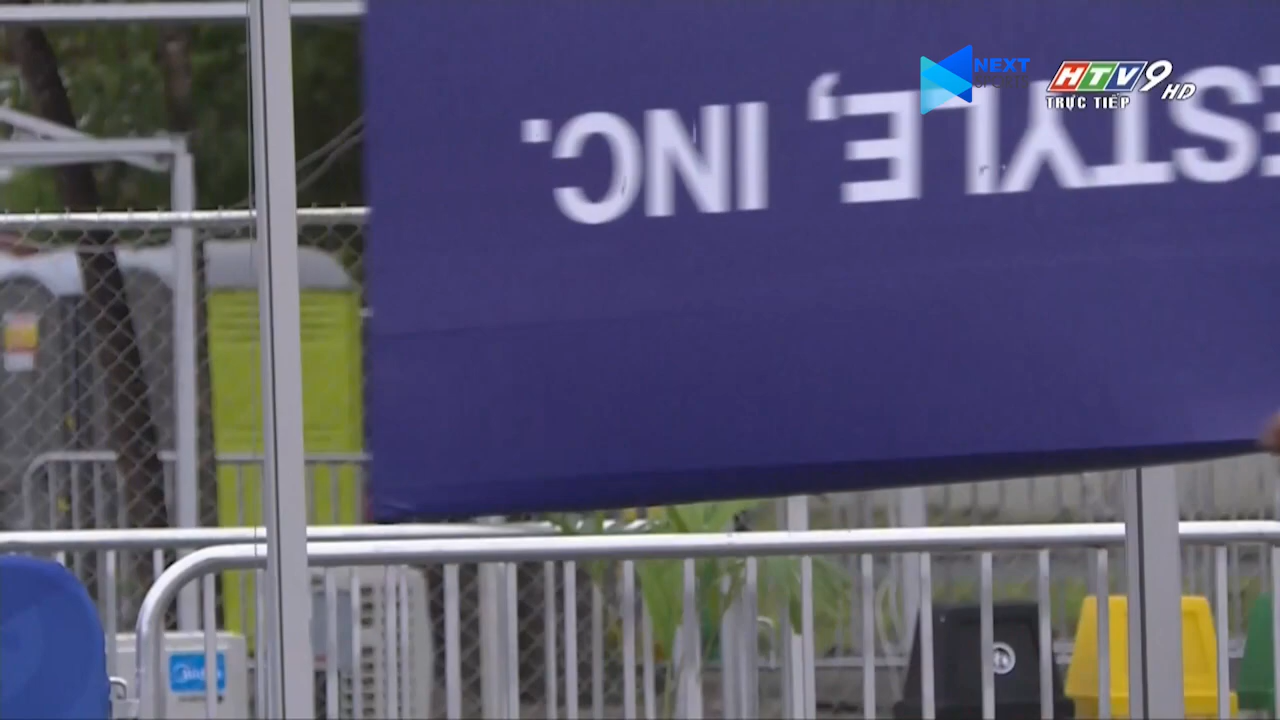 NEXT
HTV9 HD
TRỰC TIẾP
ESTYLE, INC.
Midea